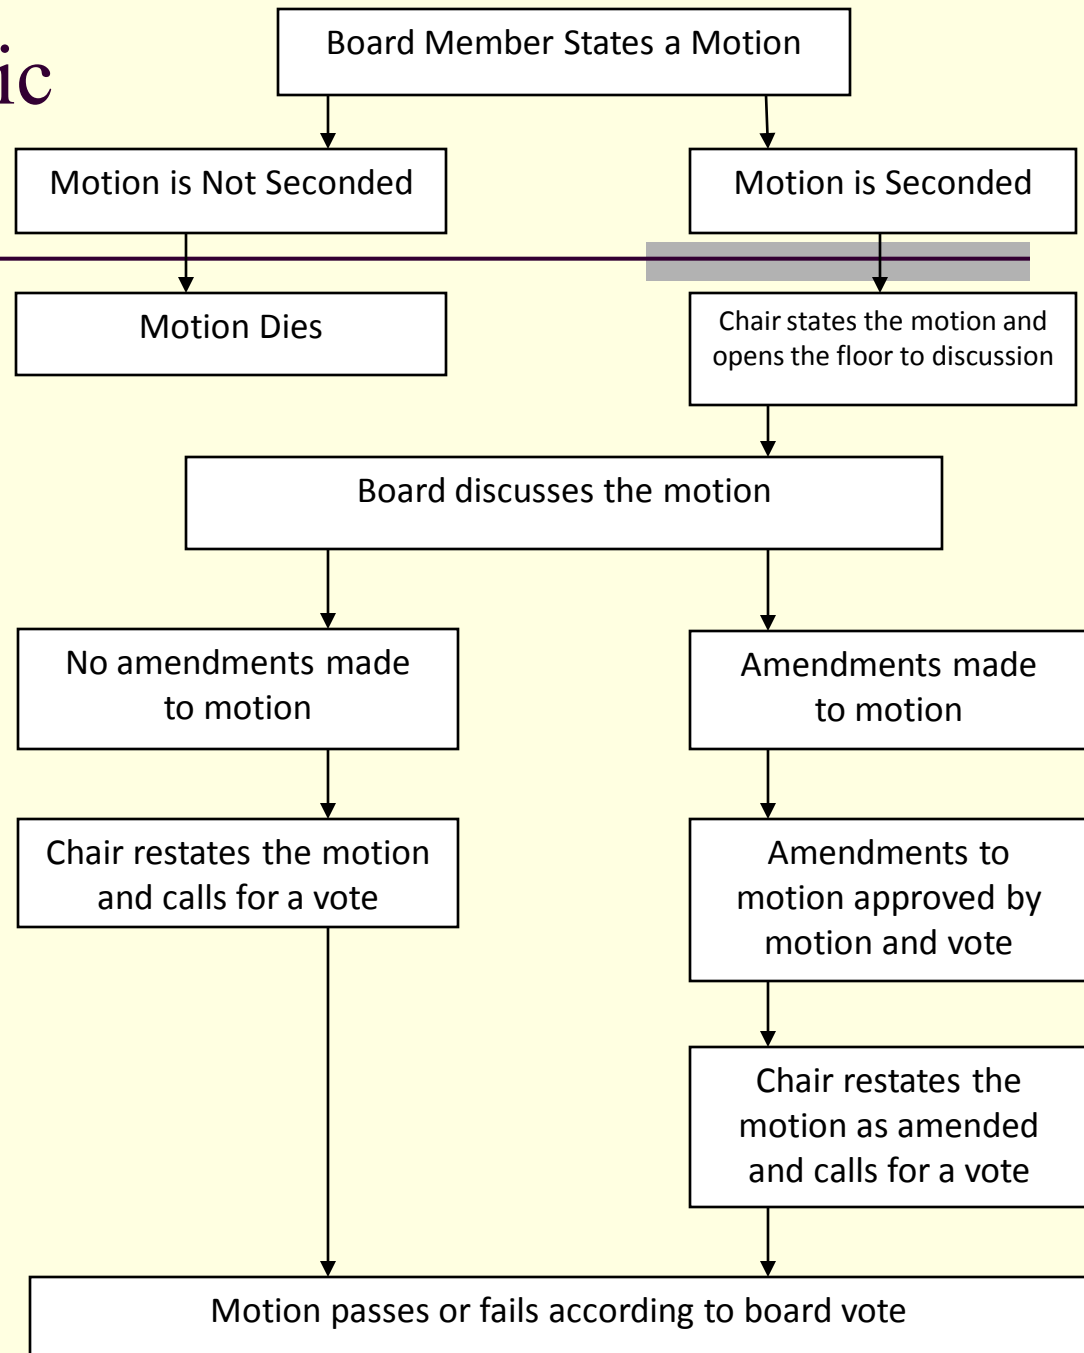 Board Member States a Motion
ic
Motion is Not Seconded
Motion is Seconded
Motion Dies
Chair states the motion and
opens the floor to discussion
Board discusses the motion
No amendments made
to motion
Amendments made
to motion
Chair restates the motion
and calls for a vote
Amendments to
motion approved by
motion and vote
Chair restates the
motion as amended
and calls for a vote
Motion passes or fails according to board vote